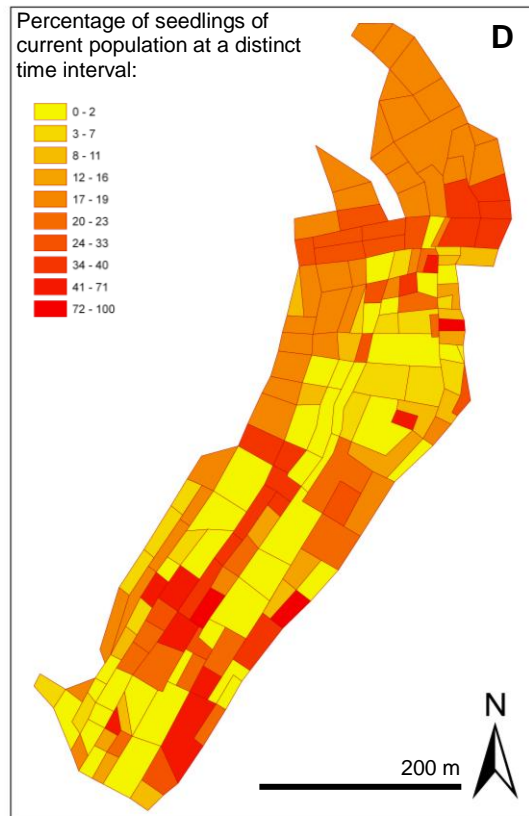 Percentage of seedlings of
current population at a distinct
time interval:
D
0 - 2
3 - 7
8 - 11
12 - 16
17 - 19
20 - 23
24 - 33
34 - 40
41 - 71
72 - 100
N
200 m